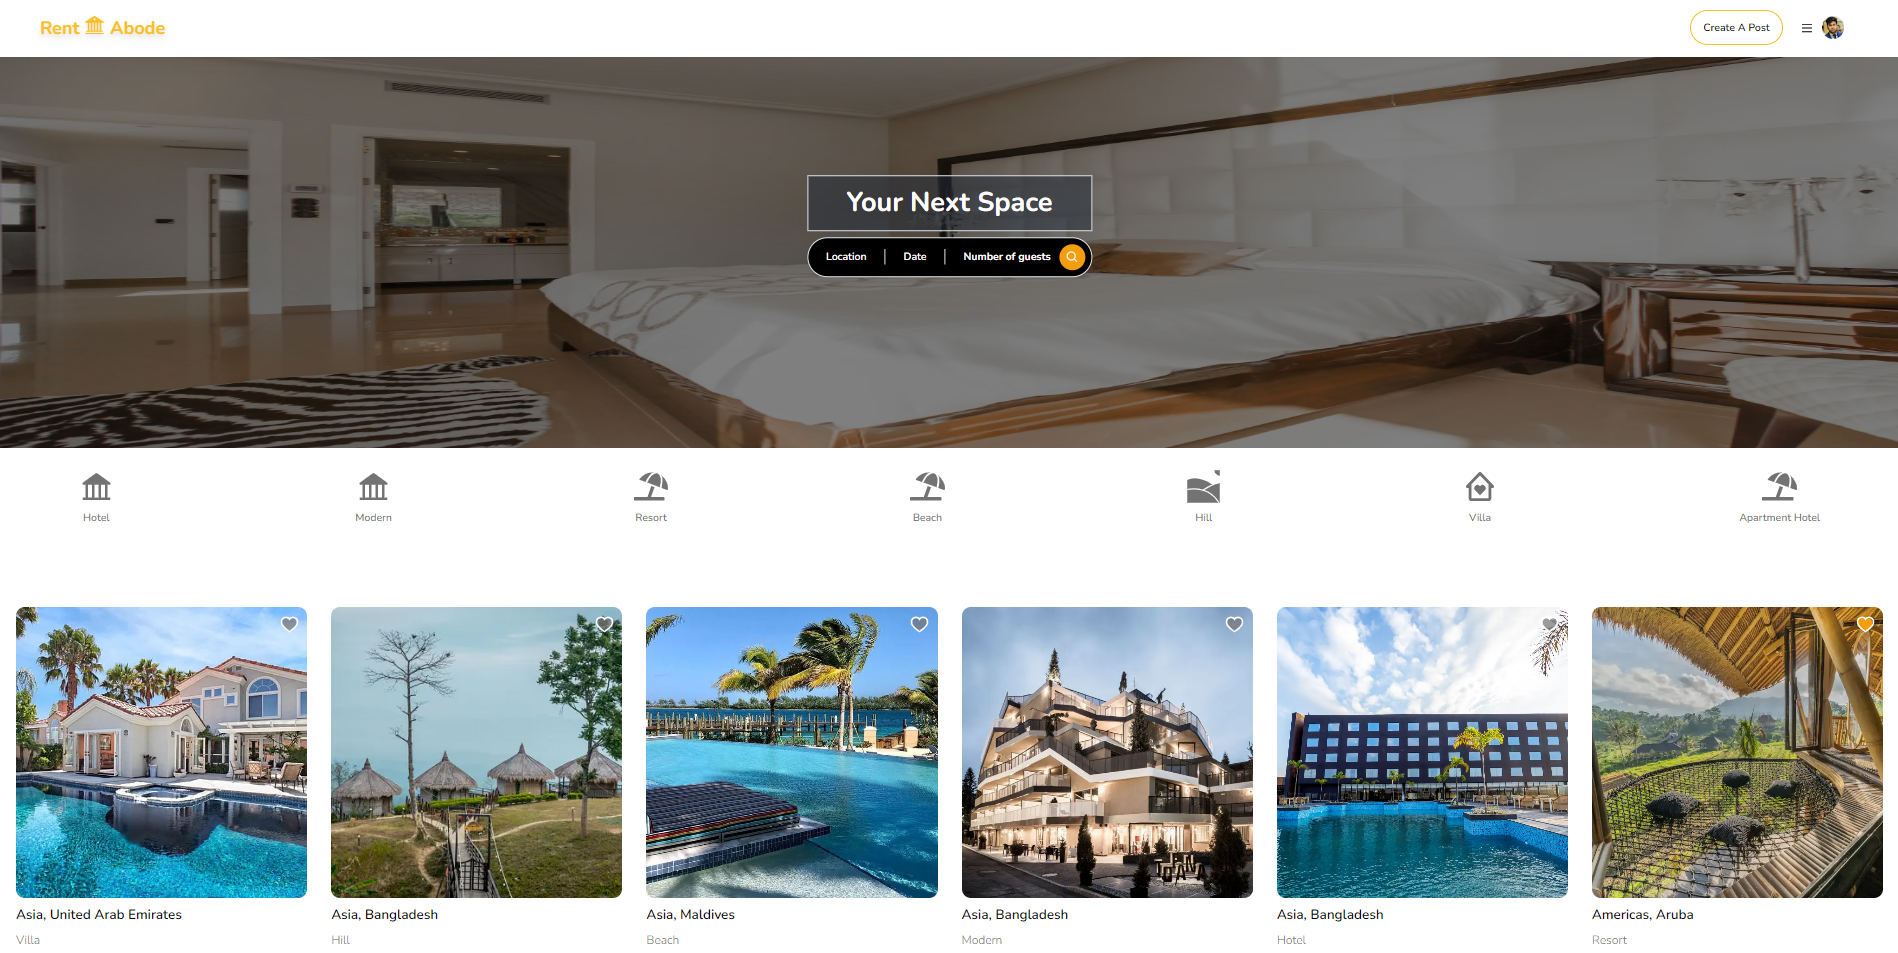 Rent Abode
Create A Post
Your Next Space
Location
Date
Number of guests
Hotel
Modern
Resort
Beach
Hill
Villa
Apartment Hotel
Asia, United Arab Emirates
Villa
Asia, Bangladesh
Hill
Asia, Maldives
Beach
Asia, Bangladesh
Modern
Asia, Bangladesh
Hotel
Americas, Aruba
Resort